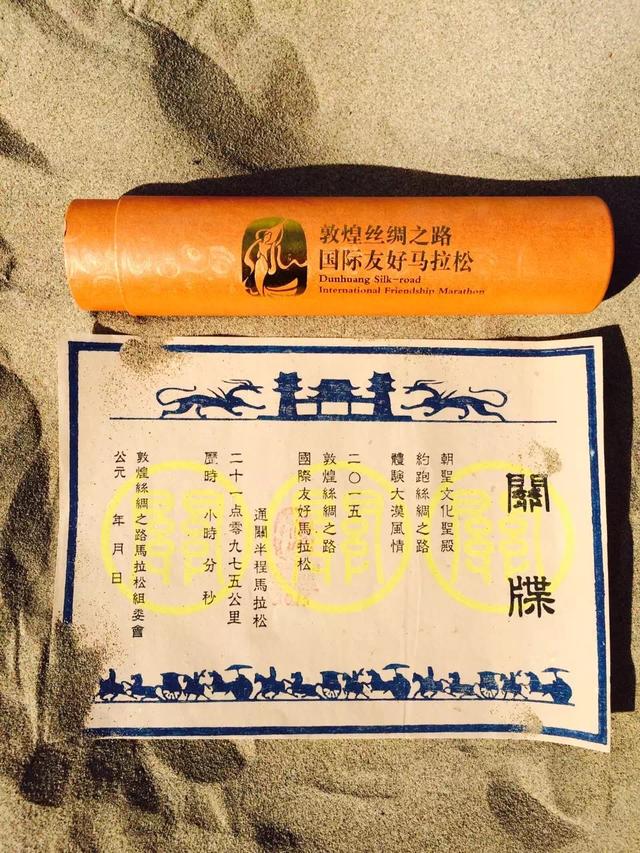 敦煌丝绸之路
国际友好马拉松
Dunhuang Silk-road
International Friendship Marathon
關牒
朝聖文化聖殿
約跑絲綢之路
體驗大漠風情
二〇一五
敦煌絲綢之路
國際友好馬拉松
通關半程馬拉松
二十一点零九七五公里
歷時 小時 分 秒
敦煌絲綢之路馬拉松組委會
公元 年 月 日
關
關
關